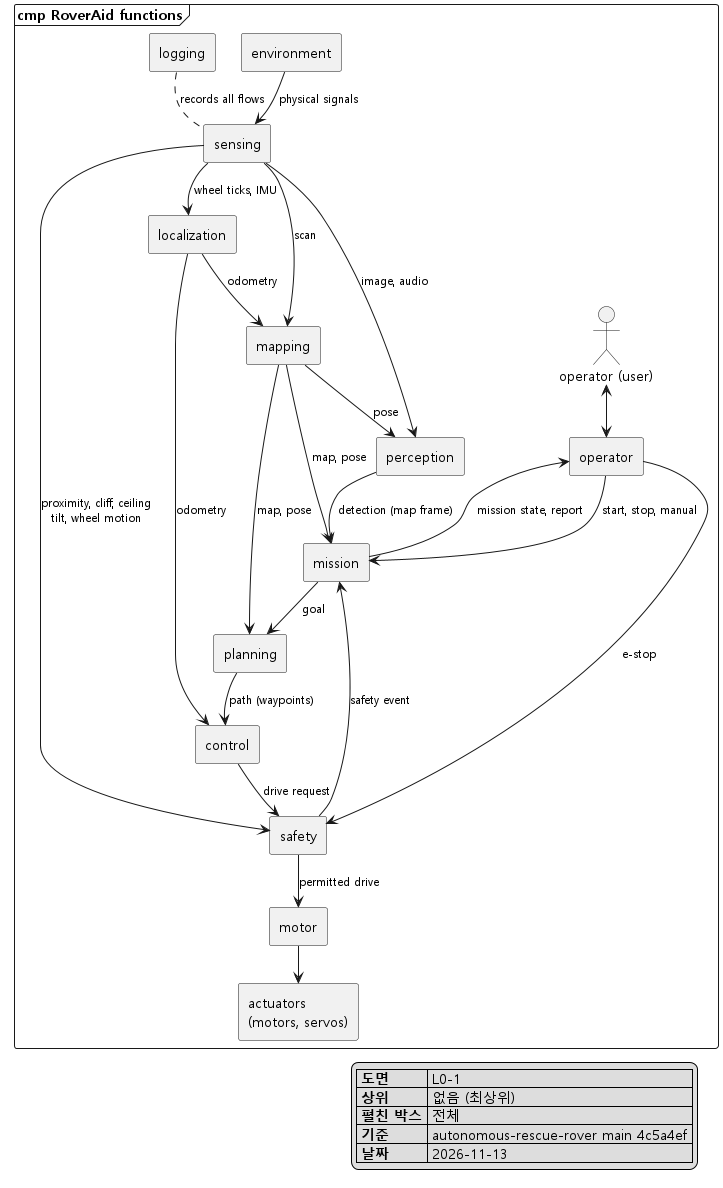 cmp RoverAid functions
logging
environment
records all flows
physical signals
sensing
wheel ticks, IMU
localization
scan
odometry
image, audio
mapping
operator (user)
pose
perception
operator
map, pose
proximity, cliff, ceiling
tilt, wheel motion
odometry
map, pose
detection (map frame)
mission state, report
start, stop, manual
mission
goal
planning
e-stop
path (waypoints)
safety event
control
drive request
safety
permitted drive
motor
actuators
(motors, servos)
도면 L0-1
상위 없음 (최상위)
펼친 박스 전체
기준 autonomous-rescue-rover main 4c5a4ef
날짜 2026-11-13